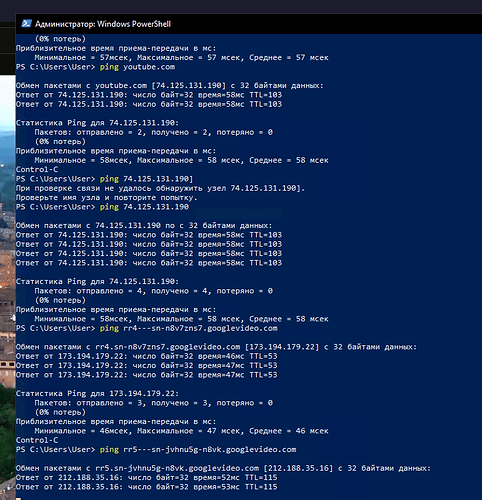 Администратор: Windows PowerShell
(0% потерь)
Приблизительное время приема-передачи в мс:
Минимальное = 57мсек, Максимальное = 57 мсек, Среднее = 57 мсек
PS C:\Users\User> ping youtube.com
Обмен пакетами с youtube.com [74.125.131.190] с 32 байтами данных:
Ответ от 74.125.131.190: число байт=32 время=58мс TTL=103
Ответ от 74.125.131.190: число байт=32 время=58мс TTL=103
Статистика Ping для 74.125.131.190:
Пакетов: отправлено = 2, получено = 2, потеряно = 0
(0% потерь)
Приблизительное время приема-передачи в мс:
Минимальное = 58мсек, Максимальное = 58 мсек, Среднее = 58 мсек
Control-C
PS C:\Users\User> ping 74.125.131.190]
При проверке связи не удалось обнаружить узел 74.125.131.190].
Проверьте имя узла и повторите попытку.
PS C:\Users\User> ping 74.125.131.190
Обмен пакетами с 74.125.131.190 по с 32 байтами данных:
Ответ от 74.125.131.190: число байт=32 время=58мс TTL=103
Ответ от 74.125.131.190: число байт=32 время=58мс TTL=103
Ответ от 74.125.131.190: число байт=32 время=58мс TTL=103
Ответ от 74.125.131.190: число байт=32 время=58мс TTL=103
Статистика Ping для 74.125.131.190:
Пакетов: отправлено = 4, получено = 4, потеряно = 0
(0% потерь)
Приблизительное время приема-передачи в мс:
Минимальное = 58мсек, Максимальное = 58 мсек, Среднее = 58 мсек
PS C:\Users\User> ping rr4---sn-n8v7zns7.googlevideo.com
Обмен пакетами с rr4.sn-n8v7zns7.googlevideo.com [173.194.179.22] с 32 байтами данных:
Ответ от 173.194.179.22: число байт=32 время=46мс TTL=53
Ответ от 173.194.179.22: число байт=32 время=47мс TTL=53
Ответ от 173.194.179.22: число байт=32 время=47мс TTL=53
Статистика Ping для 173.194.179.22:
Пакетов: отправлено = 3, получено = 3, потеряно = 0
(0% потерь)
Приблизительное время приема-передачи в мс:
Минимальное = 46мсек, Максимальное = 47 мсек, Среднее = 46 мсек
Control-C
PS C:\Users\User> ping rr5---sn-jvhnu5g-n8vk.googlevideo.com
Обмен пакетами с rr5.sn-jvhnu5g-n8vk.googlevideo.com [212.188.35.16] с 32 байтами данных:
Ответ от 212.188.35.16: число байт=32 время=52мс TTL=115
Ответ от 212.188.35.16: число байт=32 время=53мс TTL=115